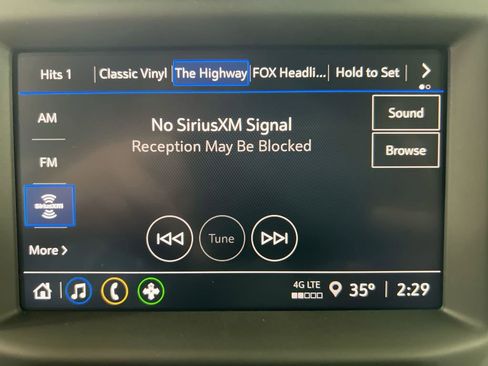 Hits 1 | Classic Vinyl | The Highway | FOX Headli... | Hold to Set |
AM
Sound
No SiriusXM Signal
Reception May Be Blocked
Browse
FM
SiriusXM
Tune
More >
4G LTE
35° | 2:29